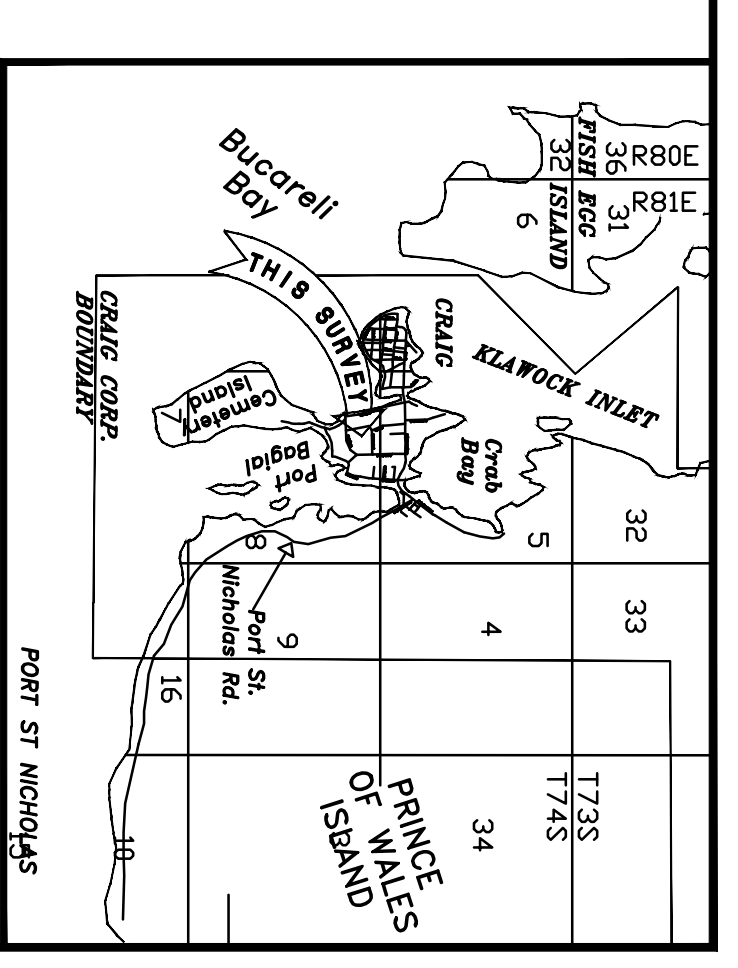 R80E
R81E
36
31
FISH EGG
ISLAND
32
6
Bucareli
Bay
THIS SURVEY
CRAIG
KLAWOCK INLET
CRAIG CORP.
BOUNDARY
Cemetery
Island
7
Port
Bagial
Crab
Bay
32
5
8
33
4
9
Port St.
Nicholas Rd.
16
T73S
T74S
34
PRINCE
OF WALES
ISLAND
3
10
15
PORT ST NICHOLAS